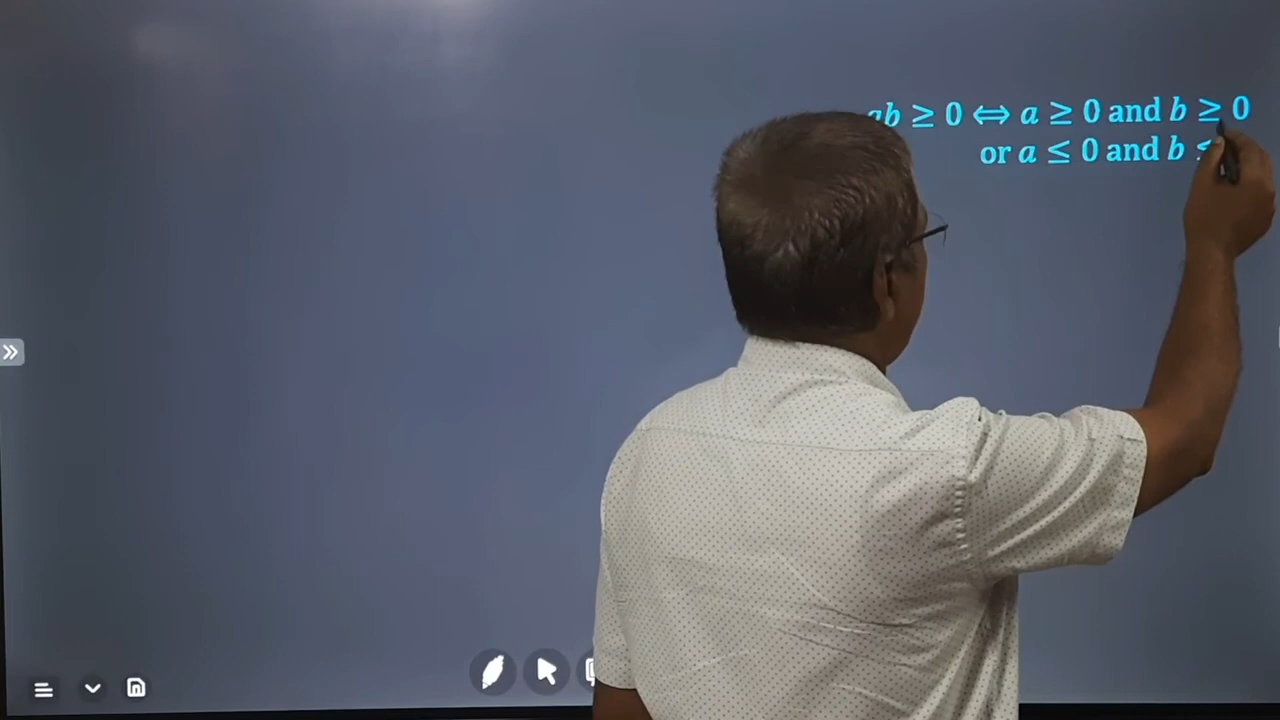 ab ≥ 0 ⇔ a ≥ 0 and b ≥ 0
or a ≤ 0 and b ≤